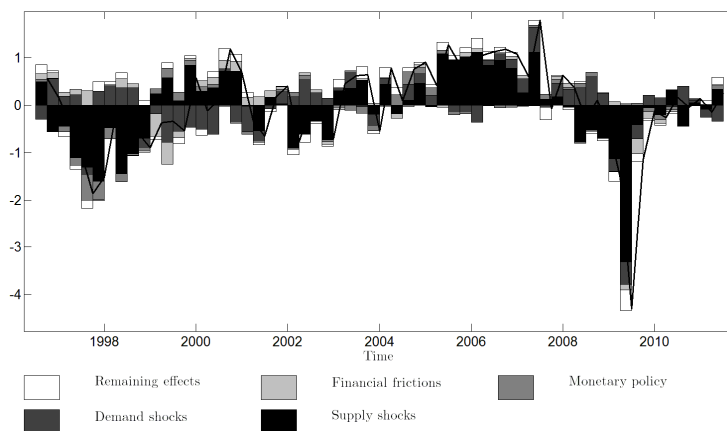 1
0
-1
-2
-3
-4
1998 2000 2002 2004 2006 2008 2010
Time
Remaining effects Financial frictions Monetary policy
Demand shocks Supply shocks